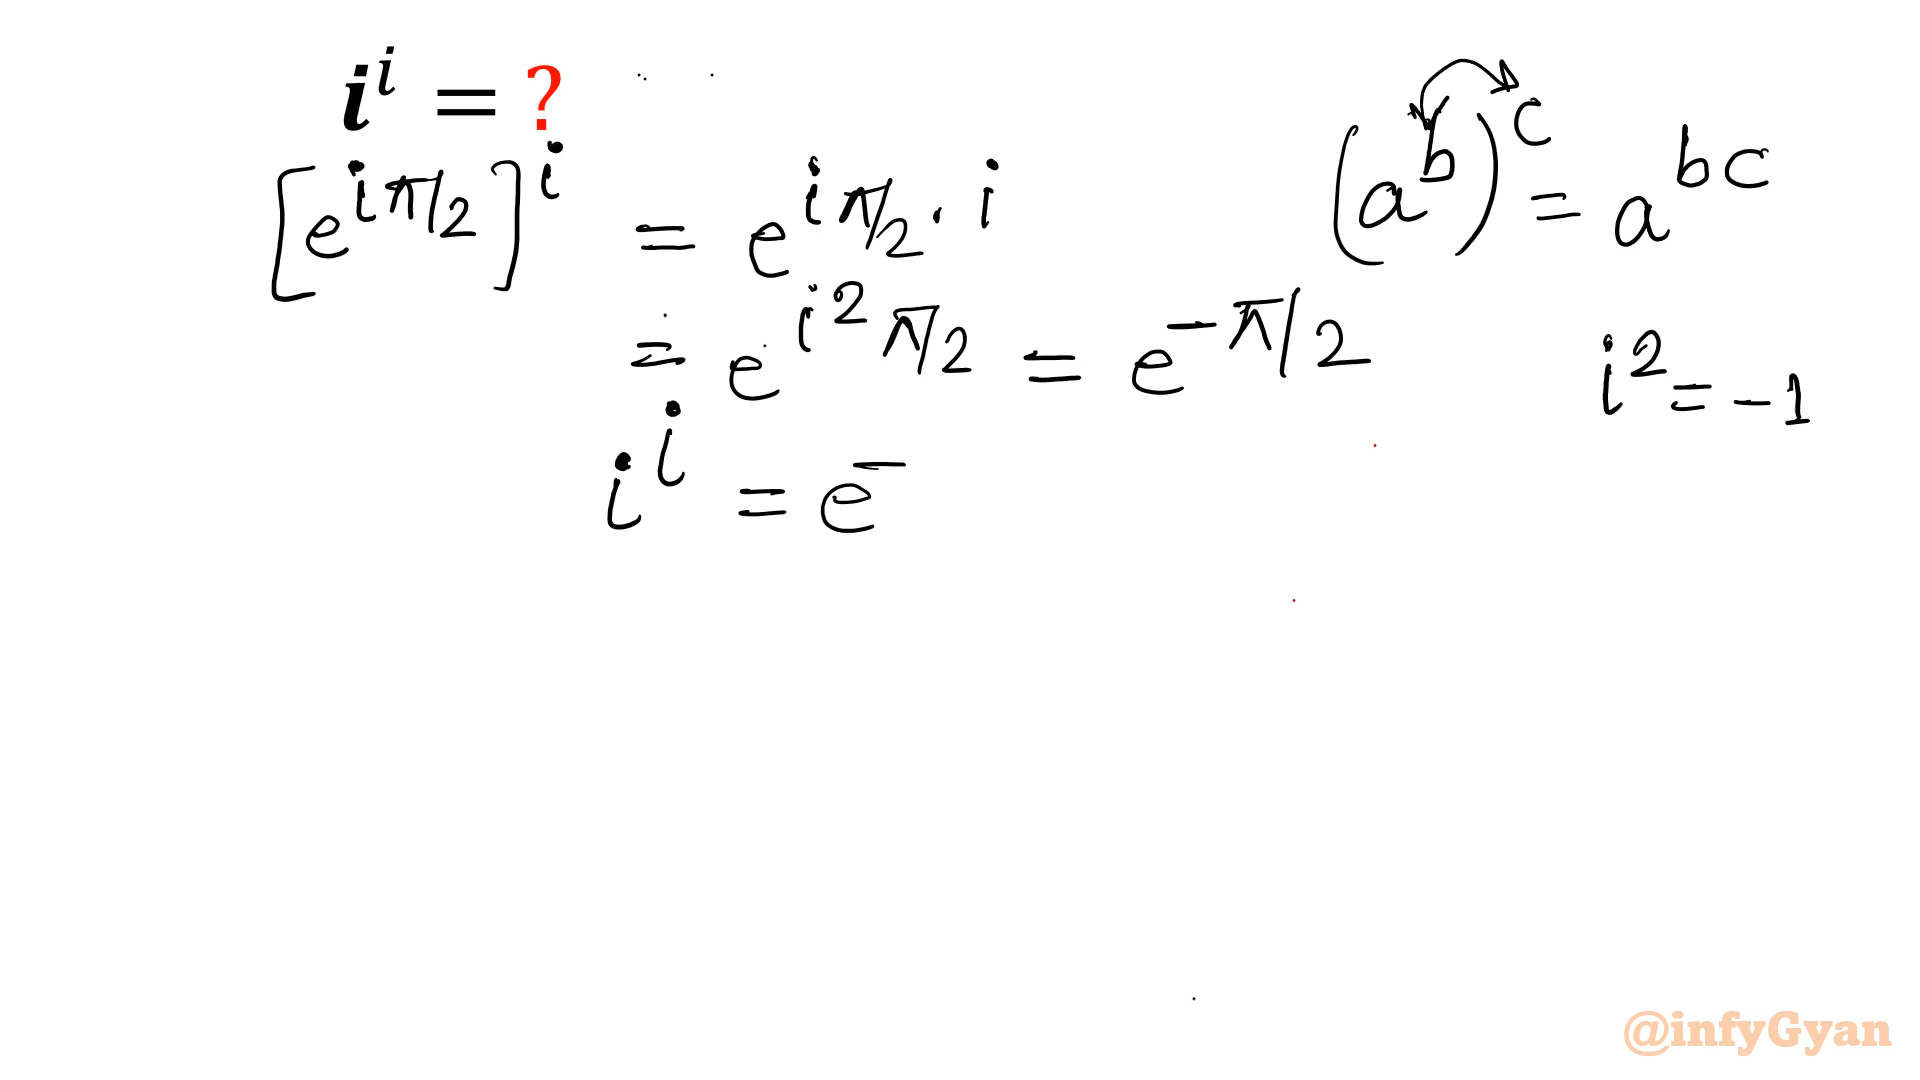 i^i = ?
[e^{iπ/2}]^i = e^{iπ/2 · i}
(a^b)^c = a^{bc}
= e^{i²π/2} = e^{-π/2}
i² = -1
i^i = e^-
@infyGyan